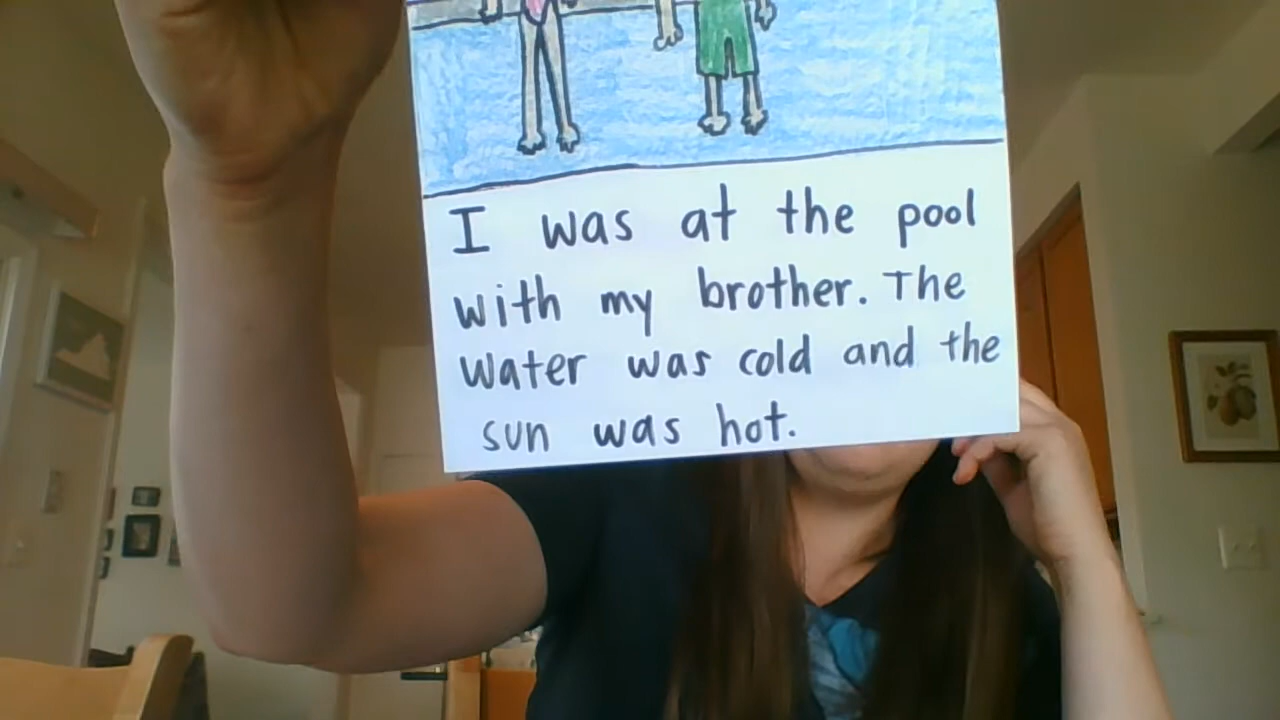 I was at the pool
with my brother. The
water was cold and the
sun was hot.